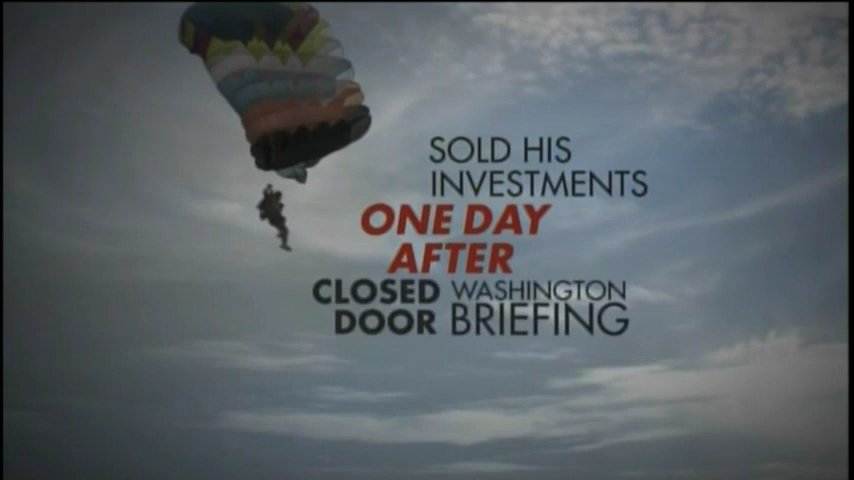 SOLD HIS
INVESTMENTS
ONE DAY
AFTER
CLOSED WASHINGTON
DOOR BRIEFING